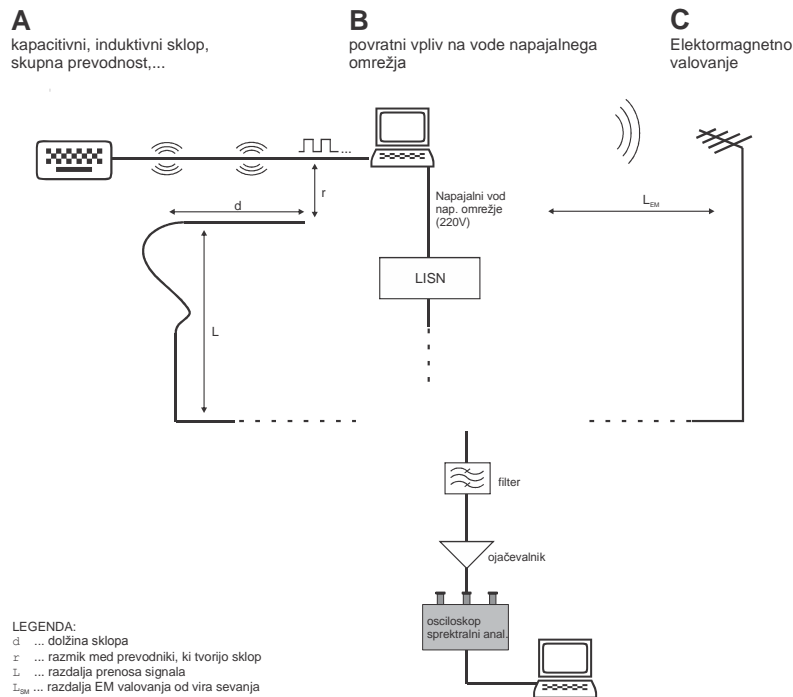 A
kapacitivni, induktivni sklop,
skupna prevodnost,...
B
povratni vpliv na vode napajalnega
omrežja
C
Elektormagnetno
valovanje
...
r
d
Napajalni vod
nap. omrežje
(220V)
L_EM
LISN
L
filter
ojačevalnik
osciloskop
sprektralni anal.
LEGENDA:
d ... dolžina sklopa
r ... razmik med prevodniki, ki tvorijo sklop
L ... razdalja prenosa signala
L_SM ... razdalja EM valovanja od vira sevanja